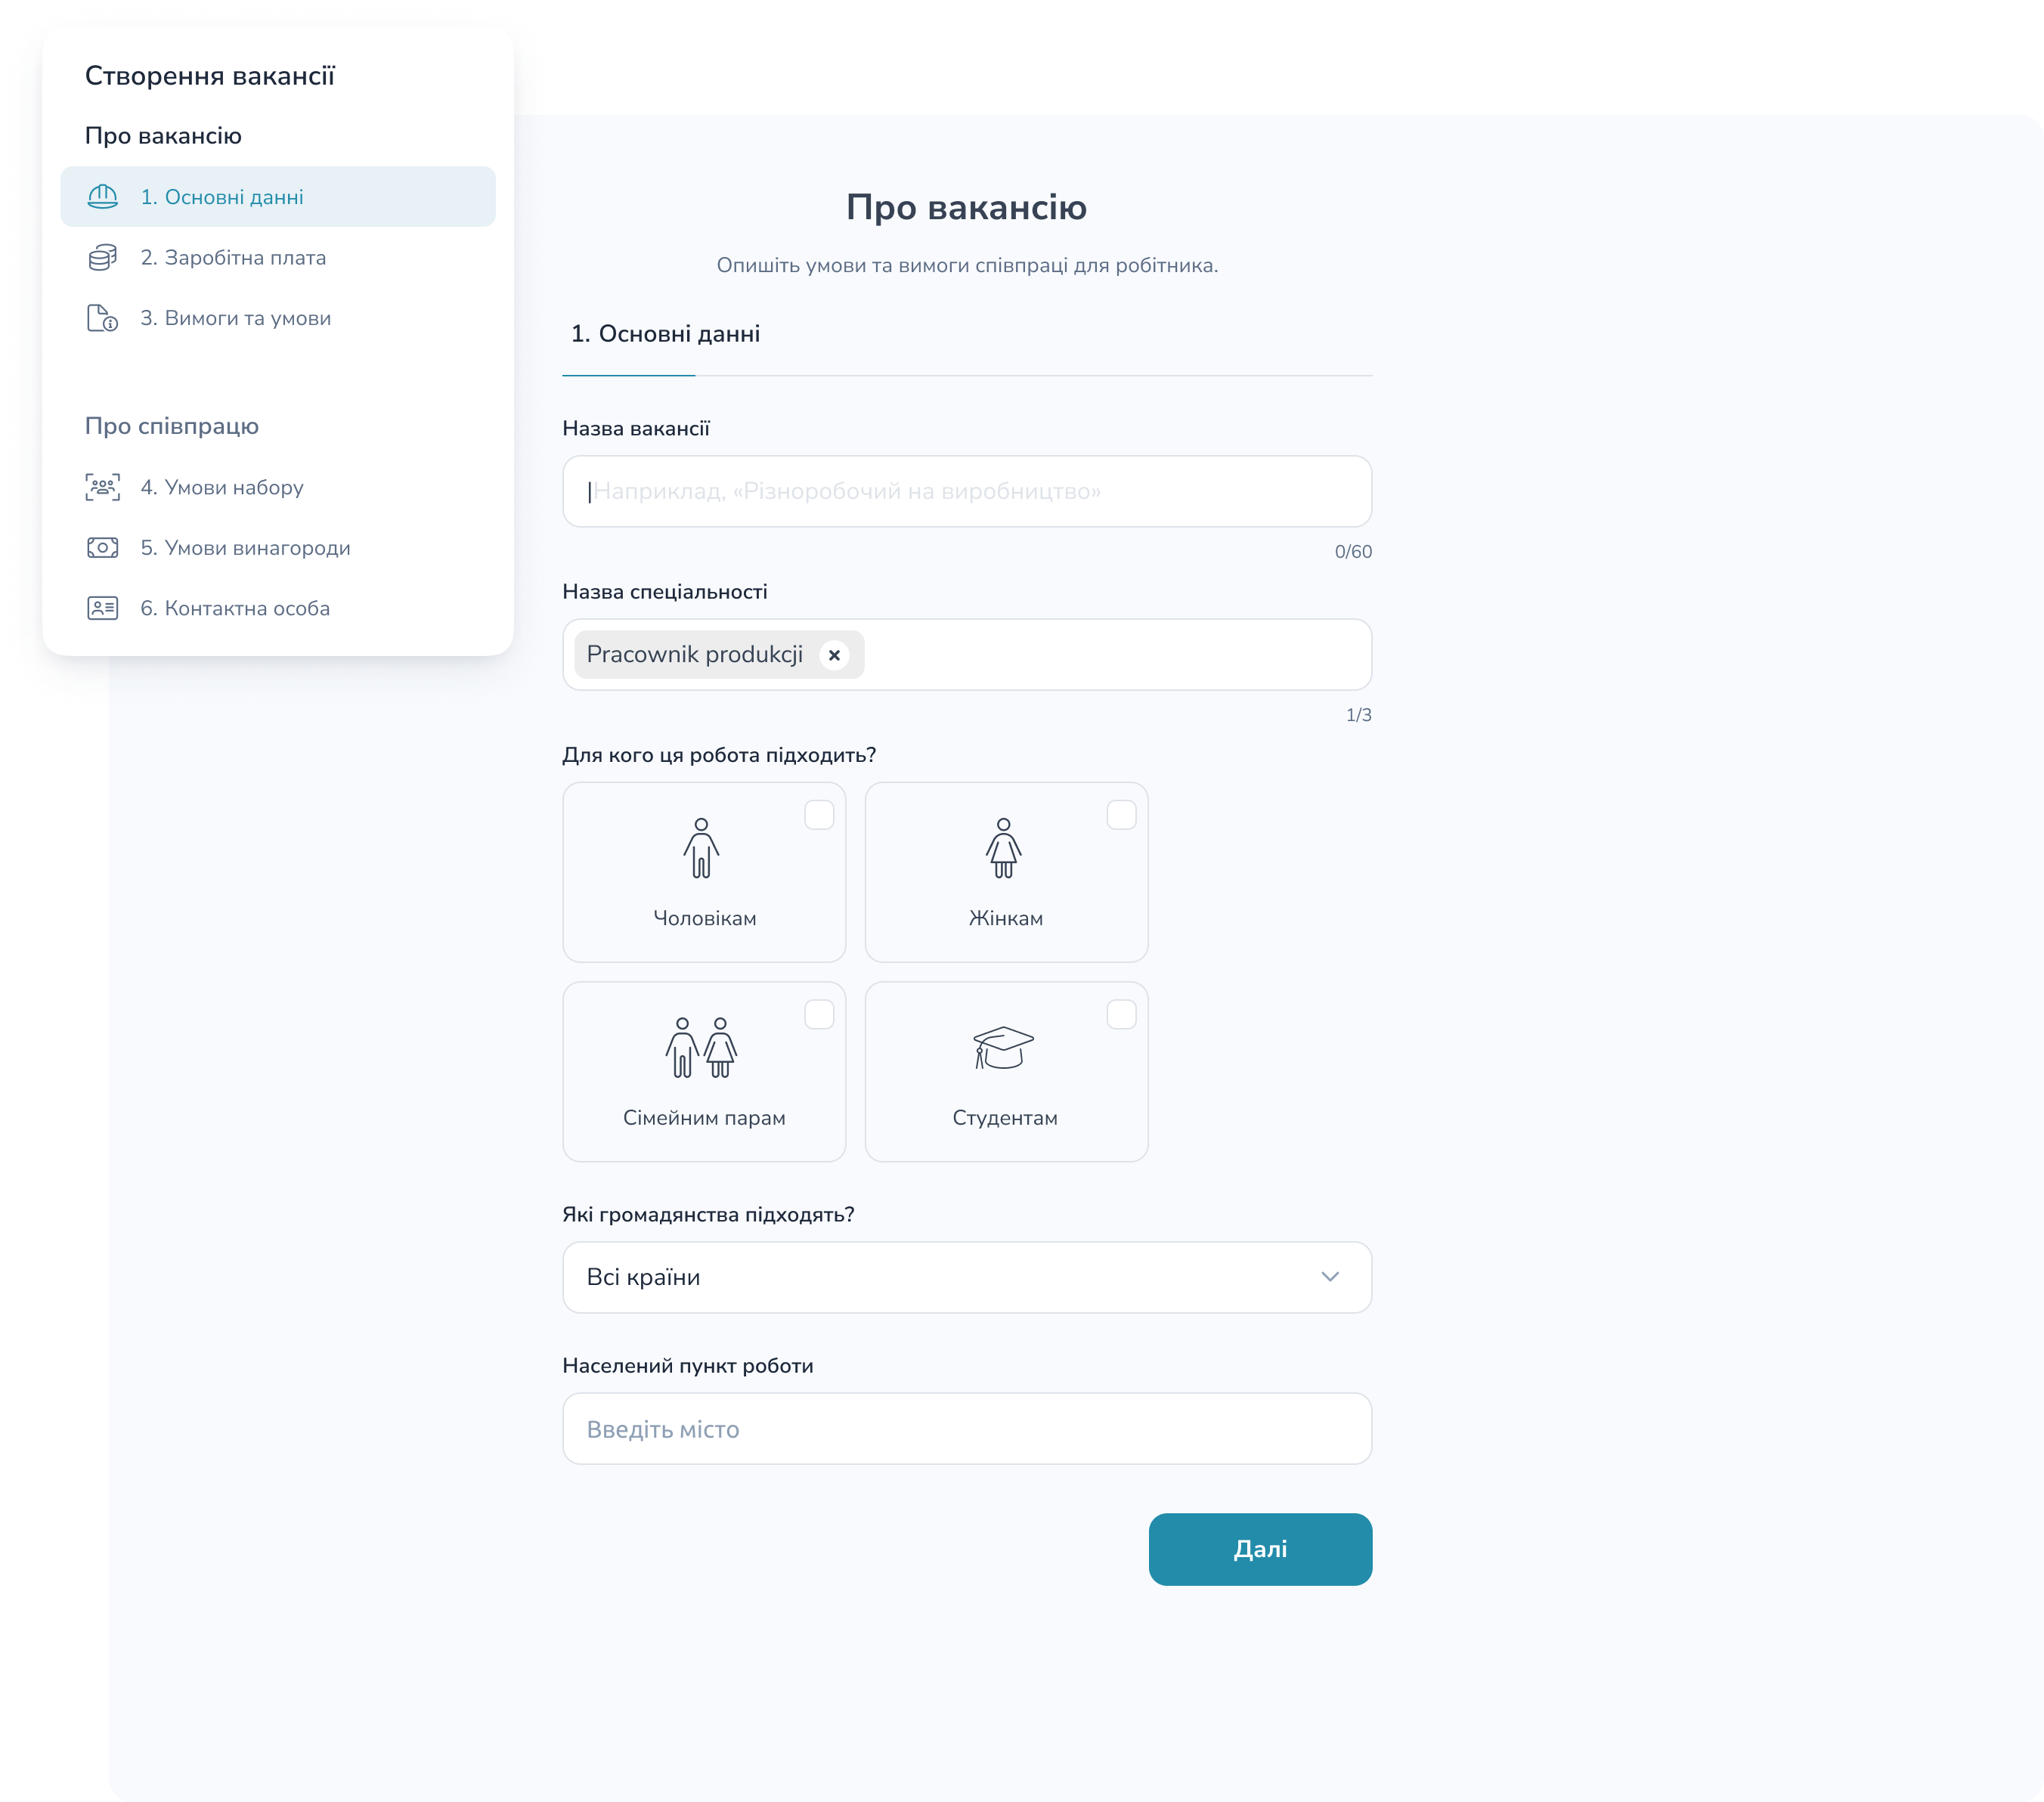 Створення вакансії
Про вакансію
1. Основні данні
2. Заробітна плата
3. Вимоги та умови
Про співпрацю
4. Умови набору
5. Умови винагороди
6. Контактна особа
Про вакансію
Опишіть умови та вимоги співпраці для робітника.
1. Основні данні
Назва вакансії
Наприклад, «Різноробочий на виробництво»
0/60
Назва спеціальності
Pracownik produkcji
1/3
Для кого ця робота підходить?
Чоловікам
Жінкам
Сімейним парам
Студентам
Які громадянства підходять?
Всі країни
Населений пункт роботи
Введіть місто
Далі